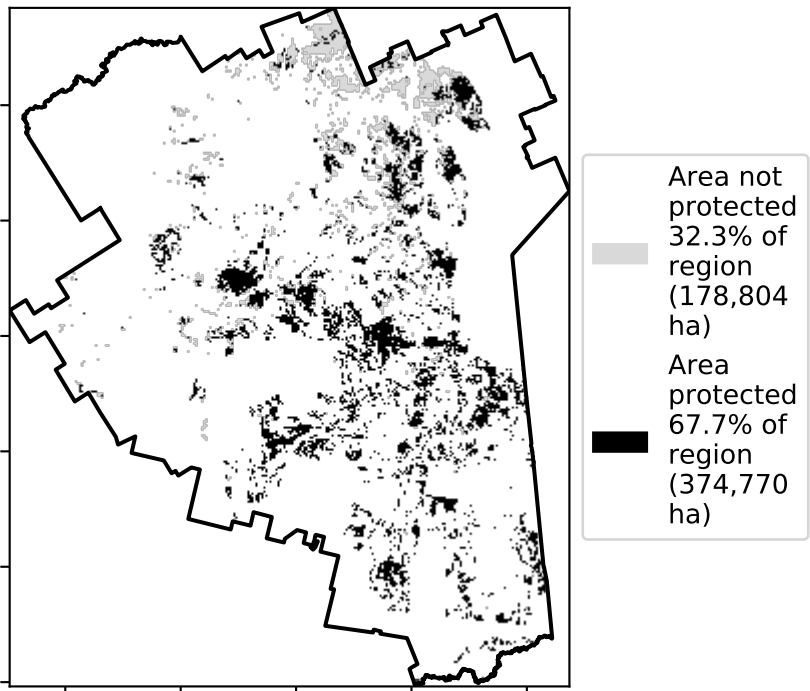 Area not
protected
32.3% of
region
(178,804
ha)
Area
protected
67.7% of
region
(374,770
ha)